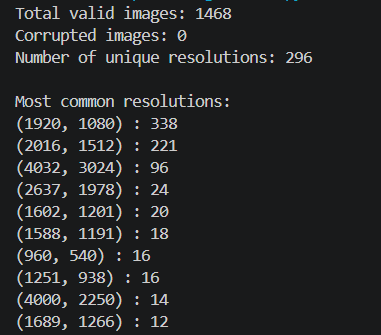 Total valid images: 1468
Corrupted images: 0
Number of unique resolutions: 296
Most common resolutions:
(1920, 1080) : 338
(2016, 1512) : 221
(4032, 3024) : 96
(2637, 1978) : 24
(1602, 1201) : 20
(1588, 1191) : 18
(960, 540) : 16
(1251, 938) : 16
(4000, 2250) : 14
(1689, 1266) : 12